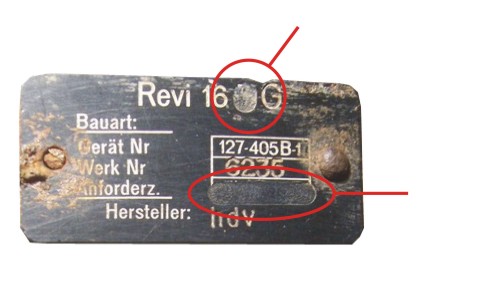 Revi 16 G
Bauart:
Gerät Nr 127-405B-1
Werk Nr 6235
Anforderz.
Hersteller: hdv